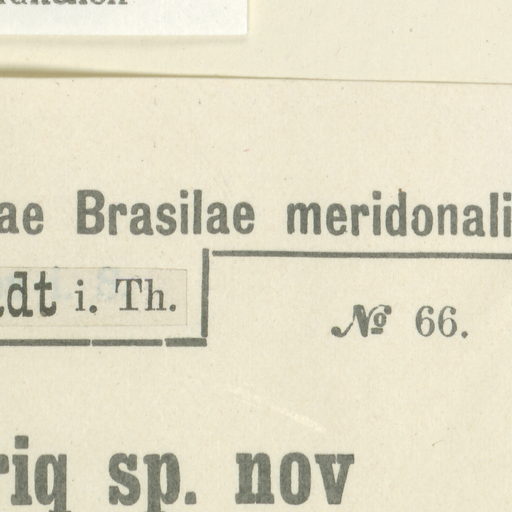 ae Brasilae meridonali
dt i. Th.
№ 66.
riq sp. nov